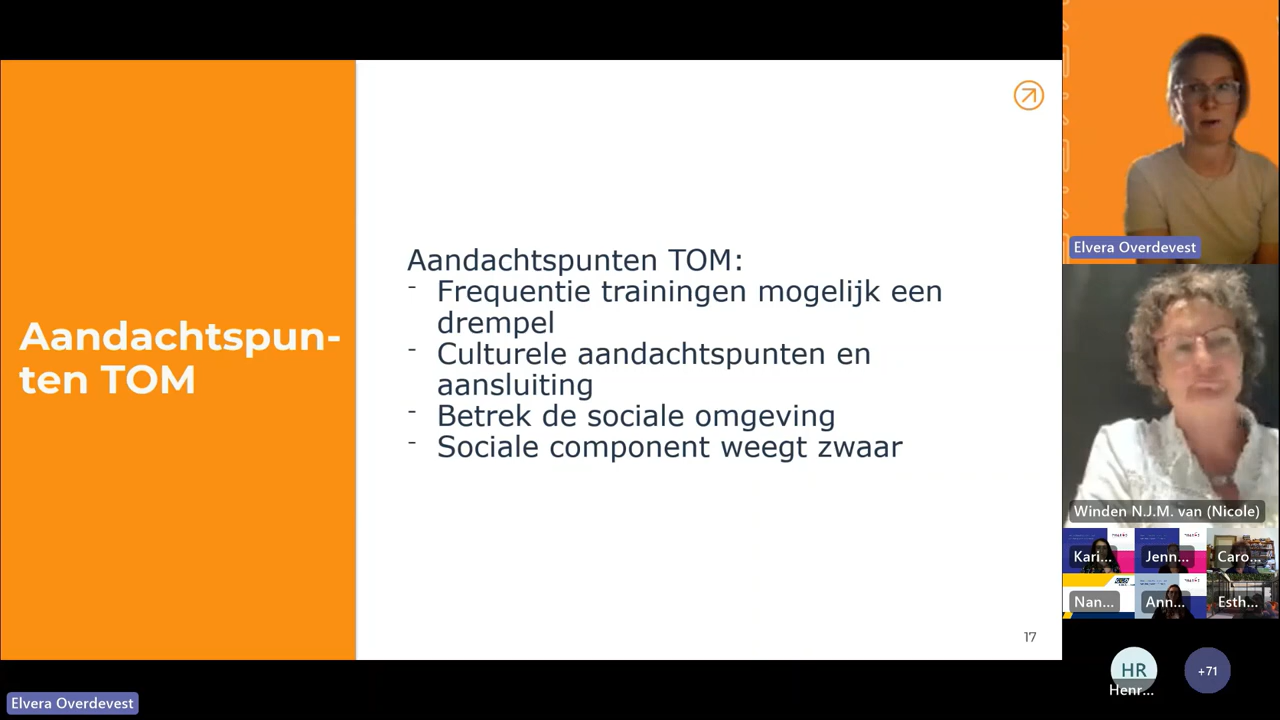 Aandachtspun-
ten TOM
Aandachtspunten TOM:
- Frequentie trainingen mogelijk een
drempel
- Culturele aandachtspunten en
aansluiting
- Betrek de sociale omgeving
- Sociale component weegt zwaar
17
Elvera Overdevest
Elvera Overdevest
Winden N.J.M. van (Nicole)
Kari...
Jenn...
Caro...
Nan...
Ann...
Esth...
HR
Henr...
+71